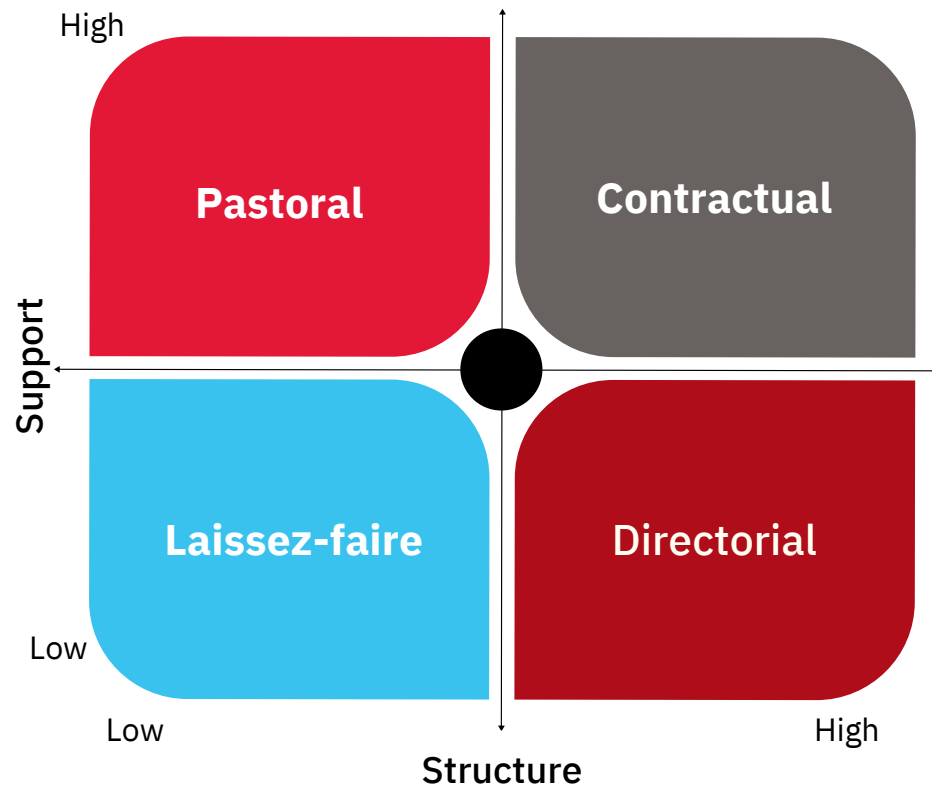 High
Pastoral
Contractual
Support
Laissez-faire
Directorial
Low
Low
High
Structure